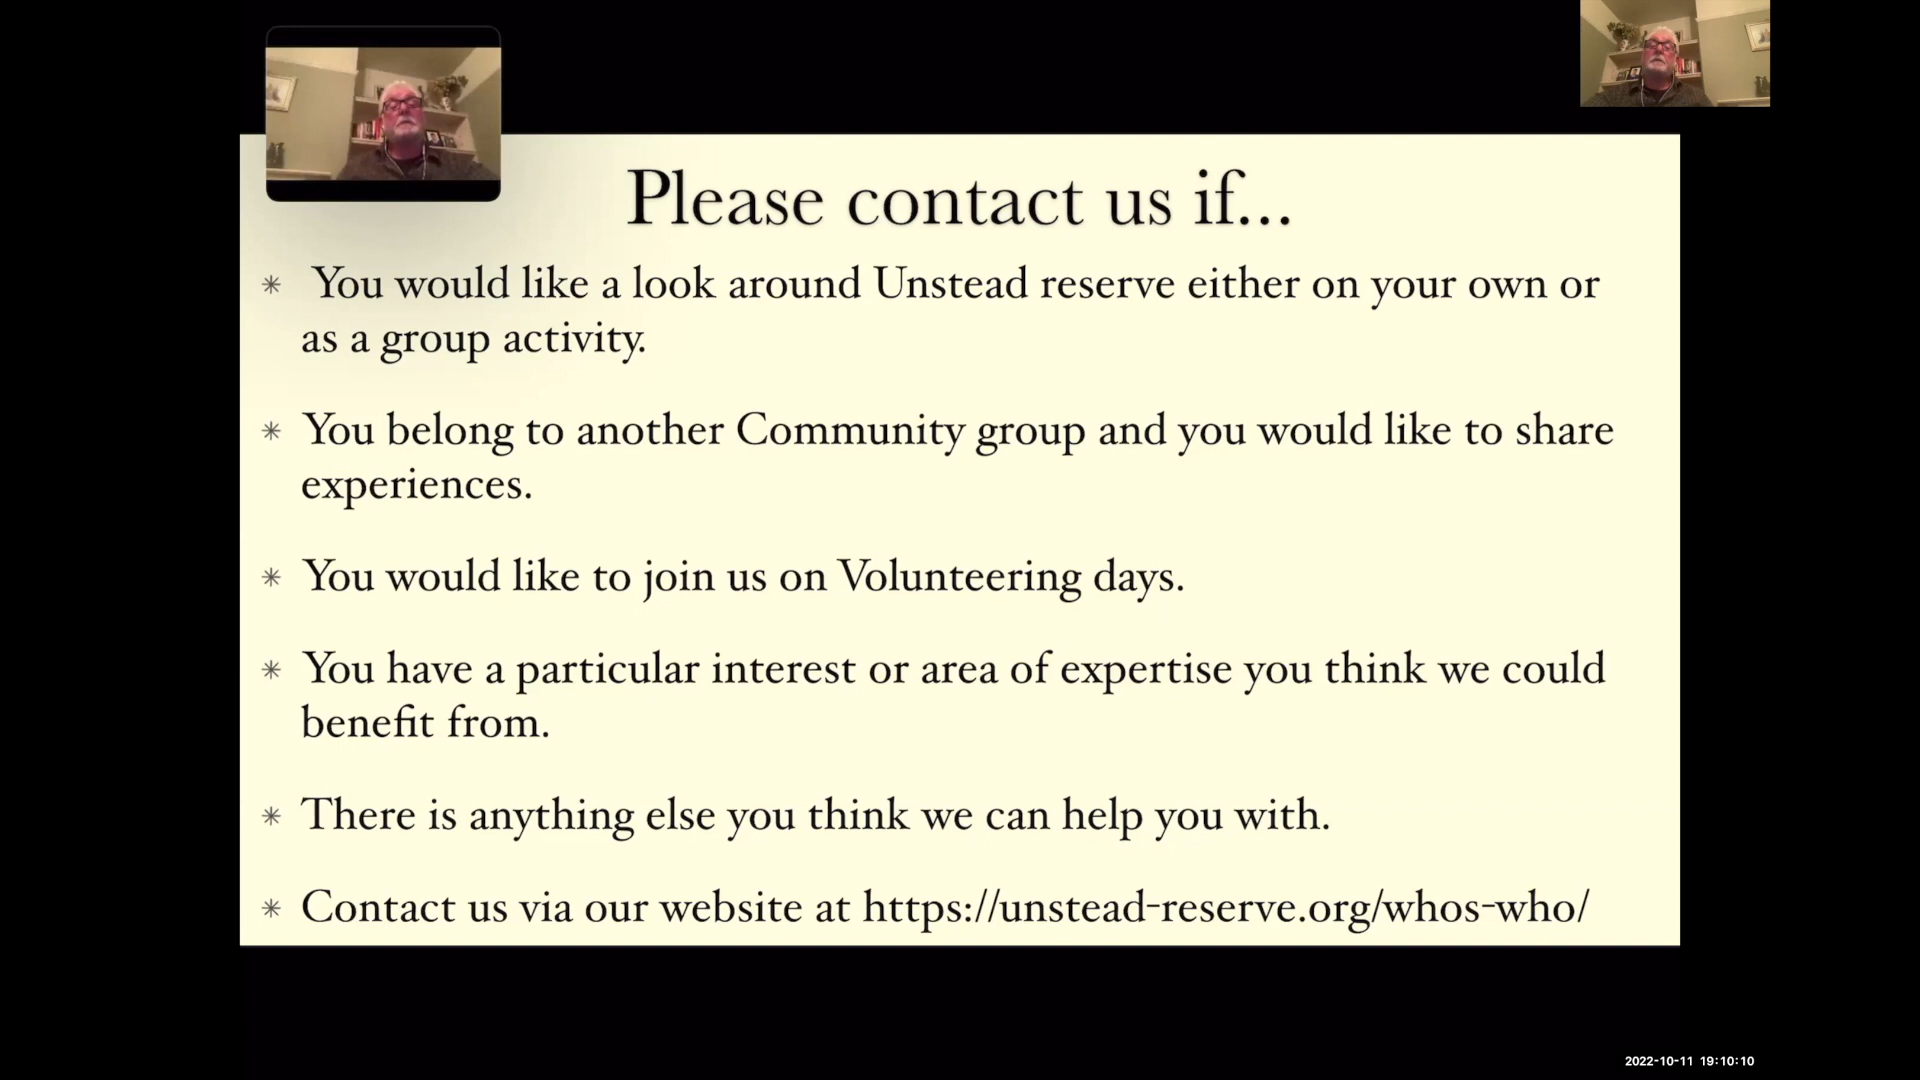 Please contact us if...
You would like a look around Unstead reserve either on your own or
as a group activity.
You belong to another Community group and you would like to share
experiences.
You would like to join us on Volunteering days.
You have a particular interest or area of expertise you think we could
benefit from.
There is anything else you think we can help you with.
Contact us via our website at https://unstead-reserve.org/whos-who/
2022-10-11 19:10:10